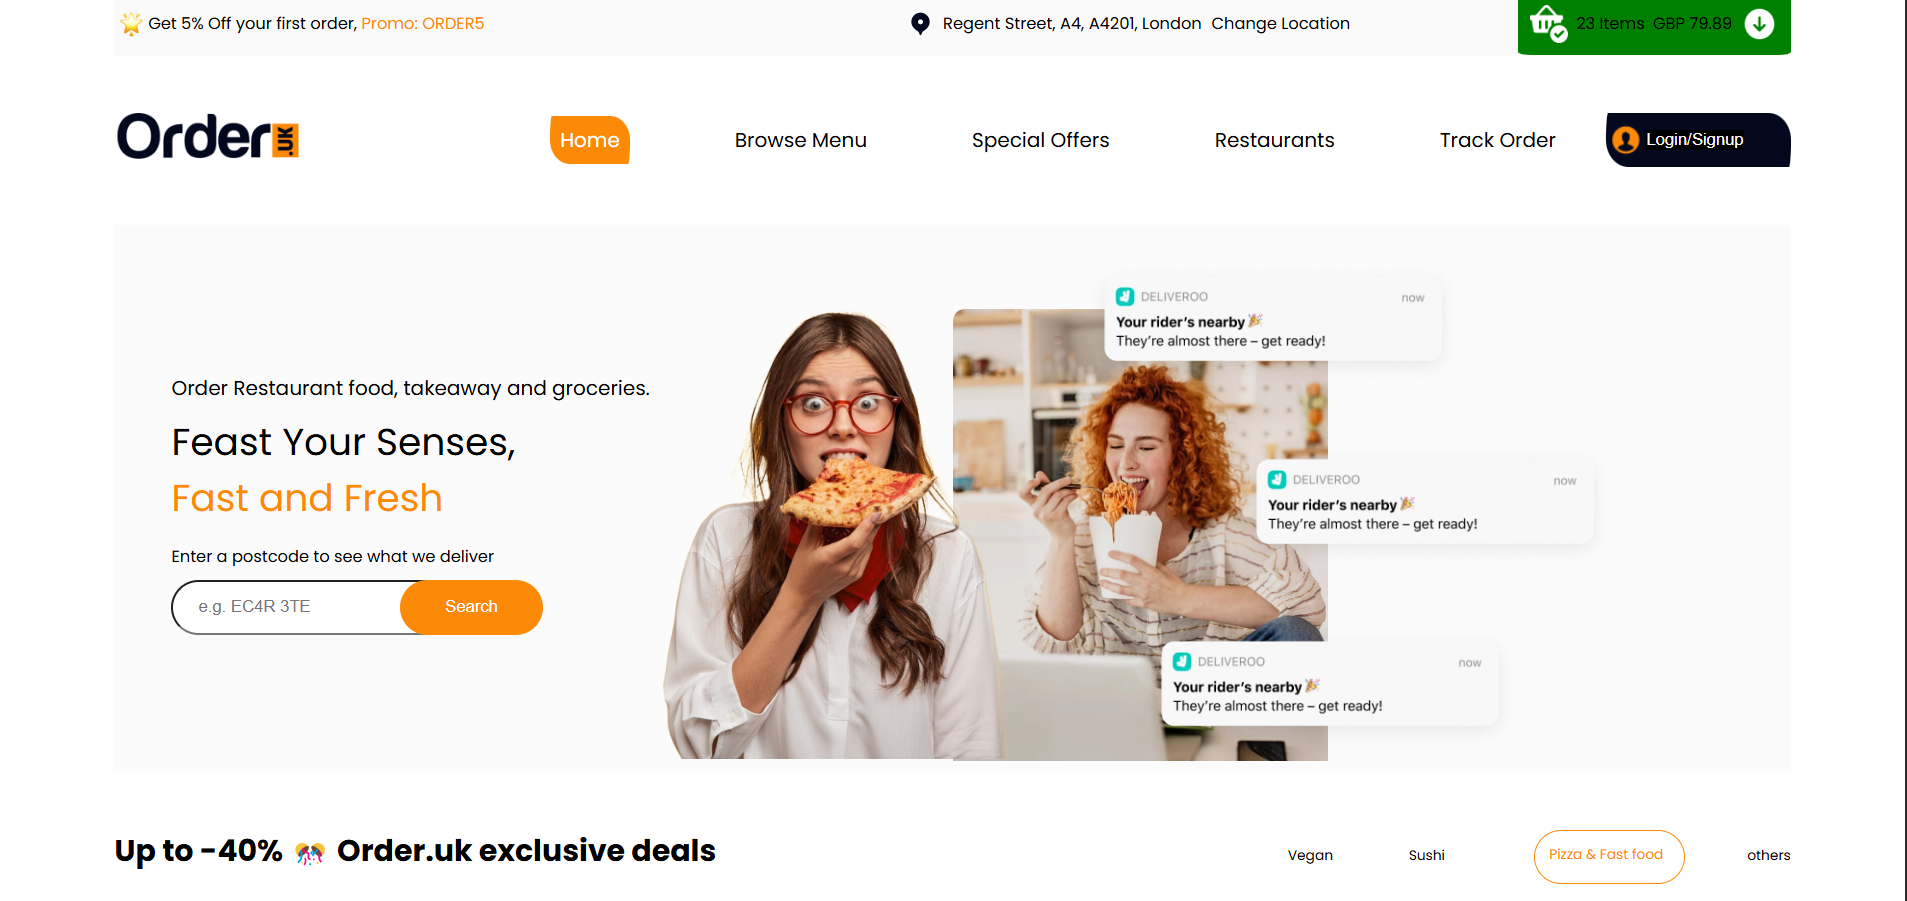 Get 5% Off your first order, Promo: ORDER5
Regent Street, A4, A4201, London Change Location
23 Items GBP 79.89
Order.uk
Home
Browse Menu
Special Offers
Restaurants
Track Order
Login/Signup
Order Restaurant food, takeaway and groceries.
Feast Your Senses,
Fast and Fresh
Enter a postcode to see what we deliver
e.g. EC4R 3TE
Search
DELIVEROO now
Your rider's nearby🎉
They're almost there – get ready!
DELIVEROO now
Your rider's nearby🎉
They're almost there – get ready!
DELIVEROO now
Your rider's nearby🎉
They're almost there – get ready!
Up to -40% 🎊 Order.uk exclusive deals
Vegan
Sushi
Pizza & Fast food
others